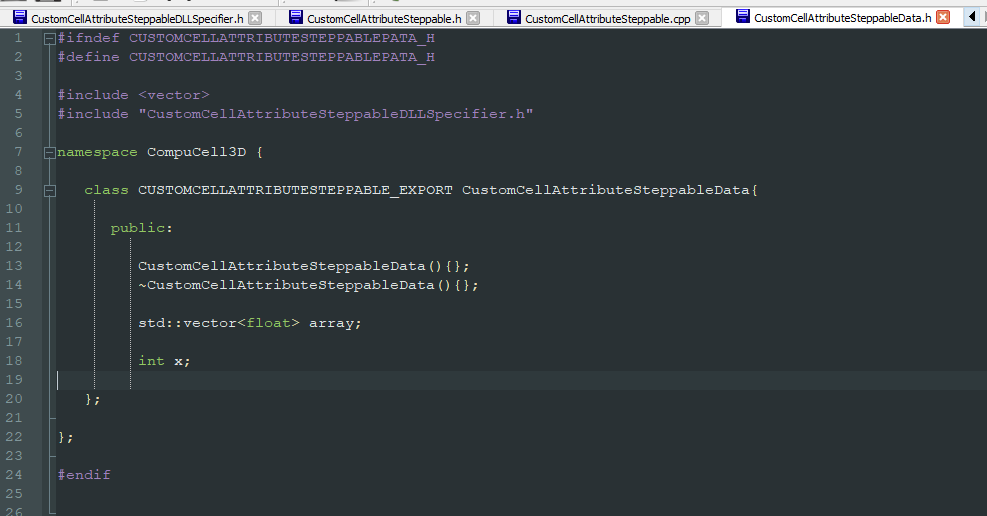 CustomCellAttributeSteppableDLLSpecifier.h CustomCellAttributeSteppable.h CustomCellAttributeSteppable.cpp CustomCellAttributeSteppableData.h
1 #ifndef CUSTOMCELLATTRIBUTESTEPPABLEPATA_H
2 #define CUSTOMCELLATTRIBUTESTEPPABLEPATA_H
3
4 #include <vector>
5 #include "CustomCellAttributeSteppableDLLSpecifier.h"
6
7 namespace CompuCell3D {
8
9 class CUSTOMCELLATTRIBUTESTEPPABLE_EXPORT CustomCellAttributeSteppableData{
10
11 public:
12
13 CustomCellAttributeSteppableData(){};
14 ~CustomCellAttributeSteppableData(){};
15
16 std::vector<float> array;
17
18 int x;
19
20 };
21
22 };
23
24 #endif
25
26